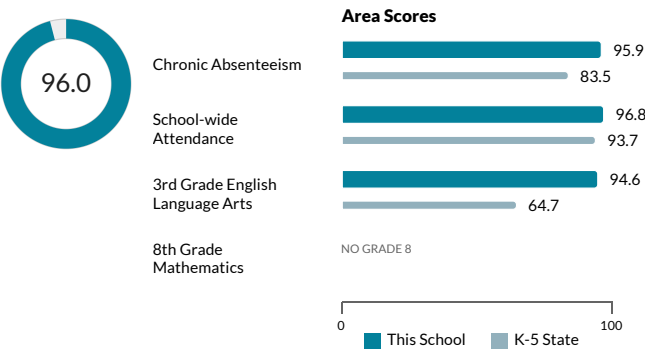 Area Scores
96.0
Chronic Absenteeism
95.9
83.5
School-wide
Attendance
96.8
93.7
3rd Grade English
Language Arts
94.6
64.7
8th Grade
Mathematics
NO GRADE 8
0
100
This School
K-5 State